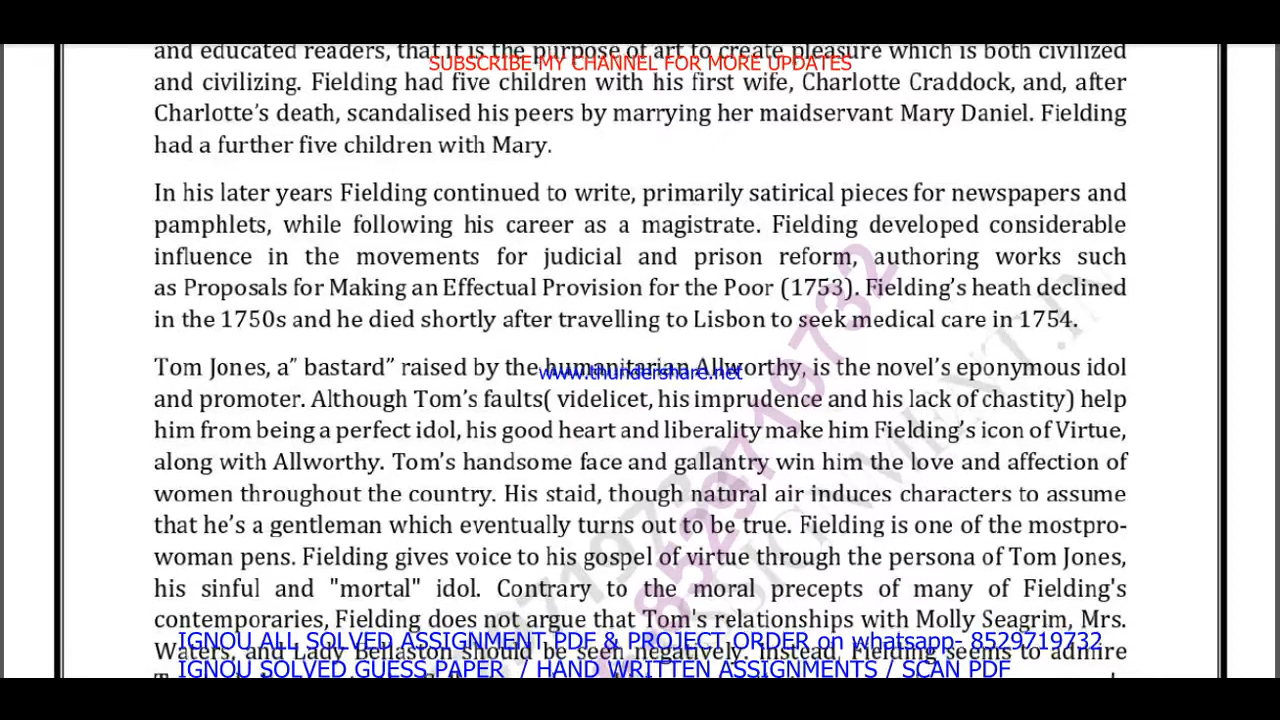 and educated readers, that it is the purpose of art to create pleasure which is both civilized
SUBSCRIBE MY CHANNEL FOR MORE UPDATES
and civilizing. Fielding had five children with his first wife, Charlotte Craddock, and, after
Charlotte's death, scandalised his peers by marrying her maidservant Mary Daniel. Fielding
had a further five children with Mary.
In his later years Fielding continued to write, primarily satirical pieces for newspapers and
pamphlets, while following his career as a magistrate. Fielding developed considerable
influence in the movements for judicial and prison reform, authoring works such
as Proposals for Making an Effectual Provision for the Poor (1753). Fielding's heath declined
in the 1750s and he died shortly after travelling to Lisbon to seek medical care in 1754.
Tom Jones, a" bastard" raised by the humanitarian Allworthy, is the novel's eponymous idol
www.thundershare.net
and promoter. Although Tom's faults( videlicet, his imprudence and his lack of chastity) help
him from being a perfect idol, his good heart and liberality make him Fielding's icon of Virtue,
along with Allworthy. Tom's handsome face and gallantry win him the love and affection of
women throughout the country. His staid, though natural air induces characters to assume
that he's a gentleman which eventually turns out to be true. Fielding is one of the mostpro-
woman pens. Fielding gives voice to his gospel of virtue through the persona of Tom Jones,
his sinful and "mortal" idol. Contrary to the moral precepts of many of Fielding's
contemporaries, Fielding does not argue that Tom's relationships with Molly Seagrim, Mrs.
IGNOU ALL SOLVED ASSIGNMENT PDF & PROJECT ORDER on whatsapp- 8529719732
Waters, and Lady Bellaston should be seen negatively. Instead, Fielding seems to admire
IGNOU SOLVED GUESS PAPER / HAND WRITTEN ASSIGNMENTS / SCAN PDF
8529719732